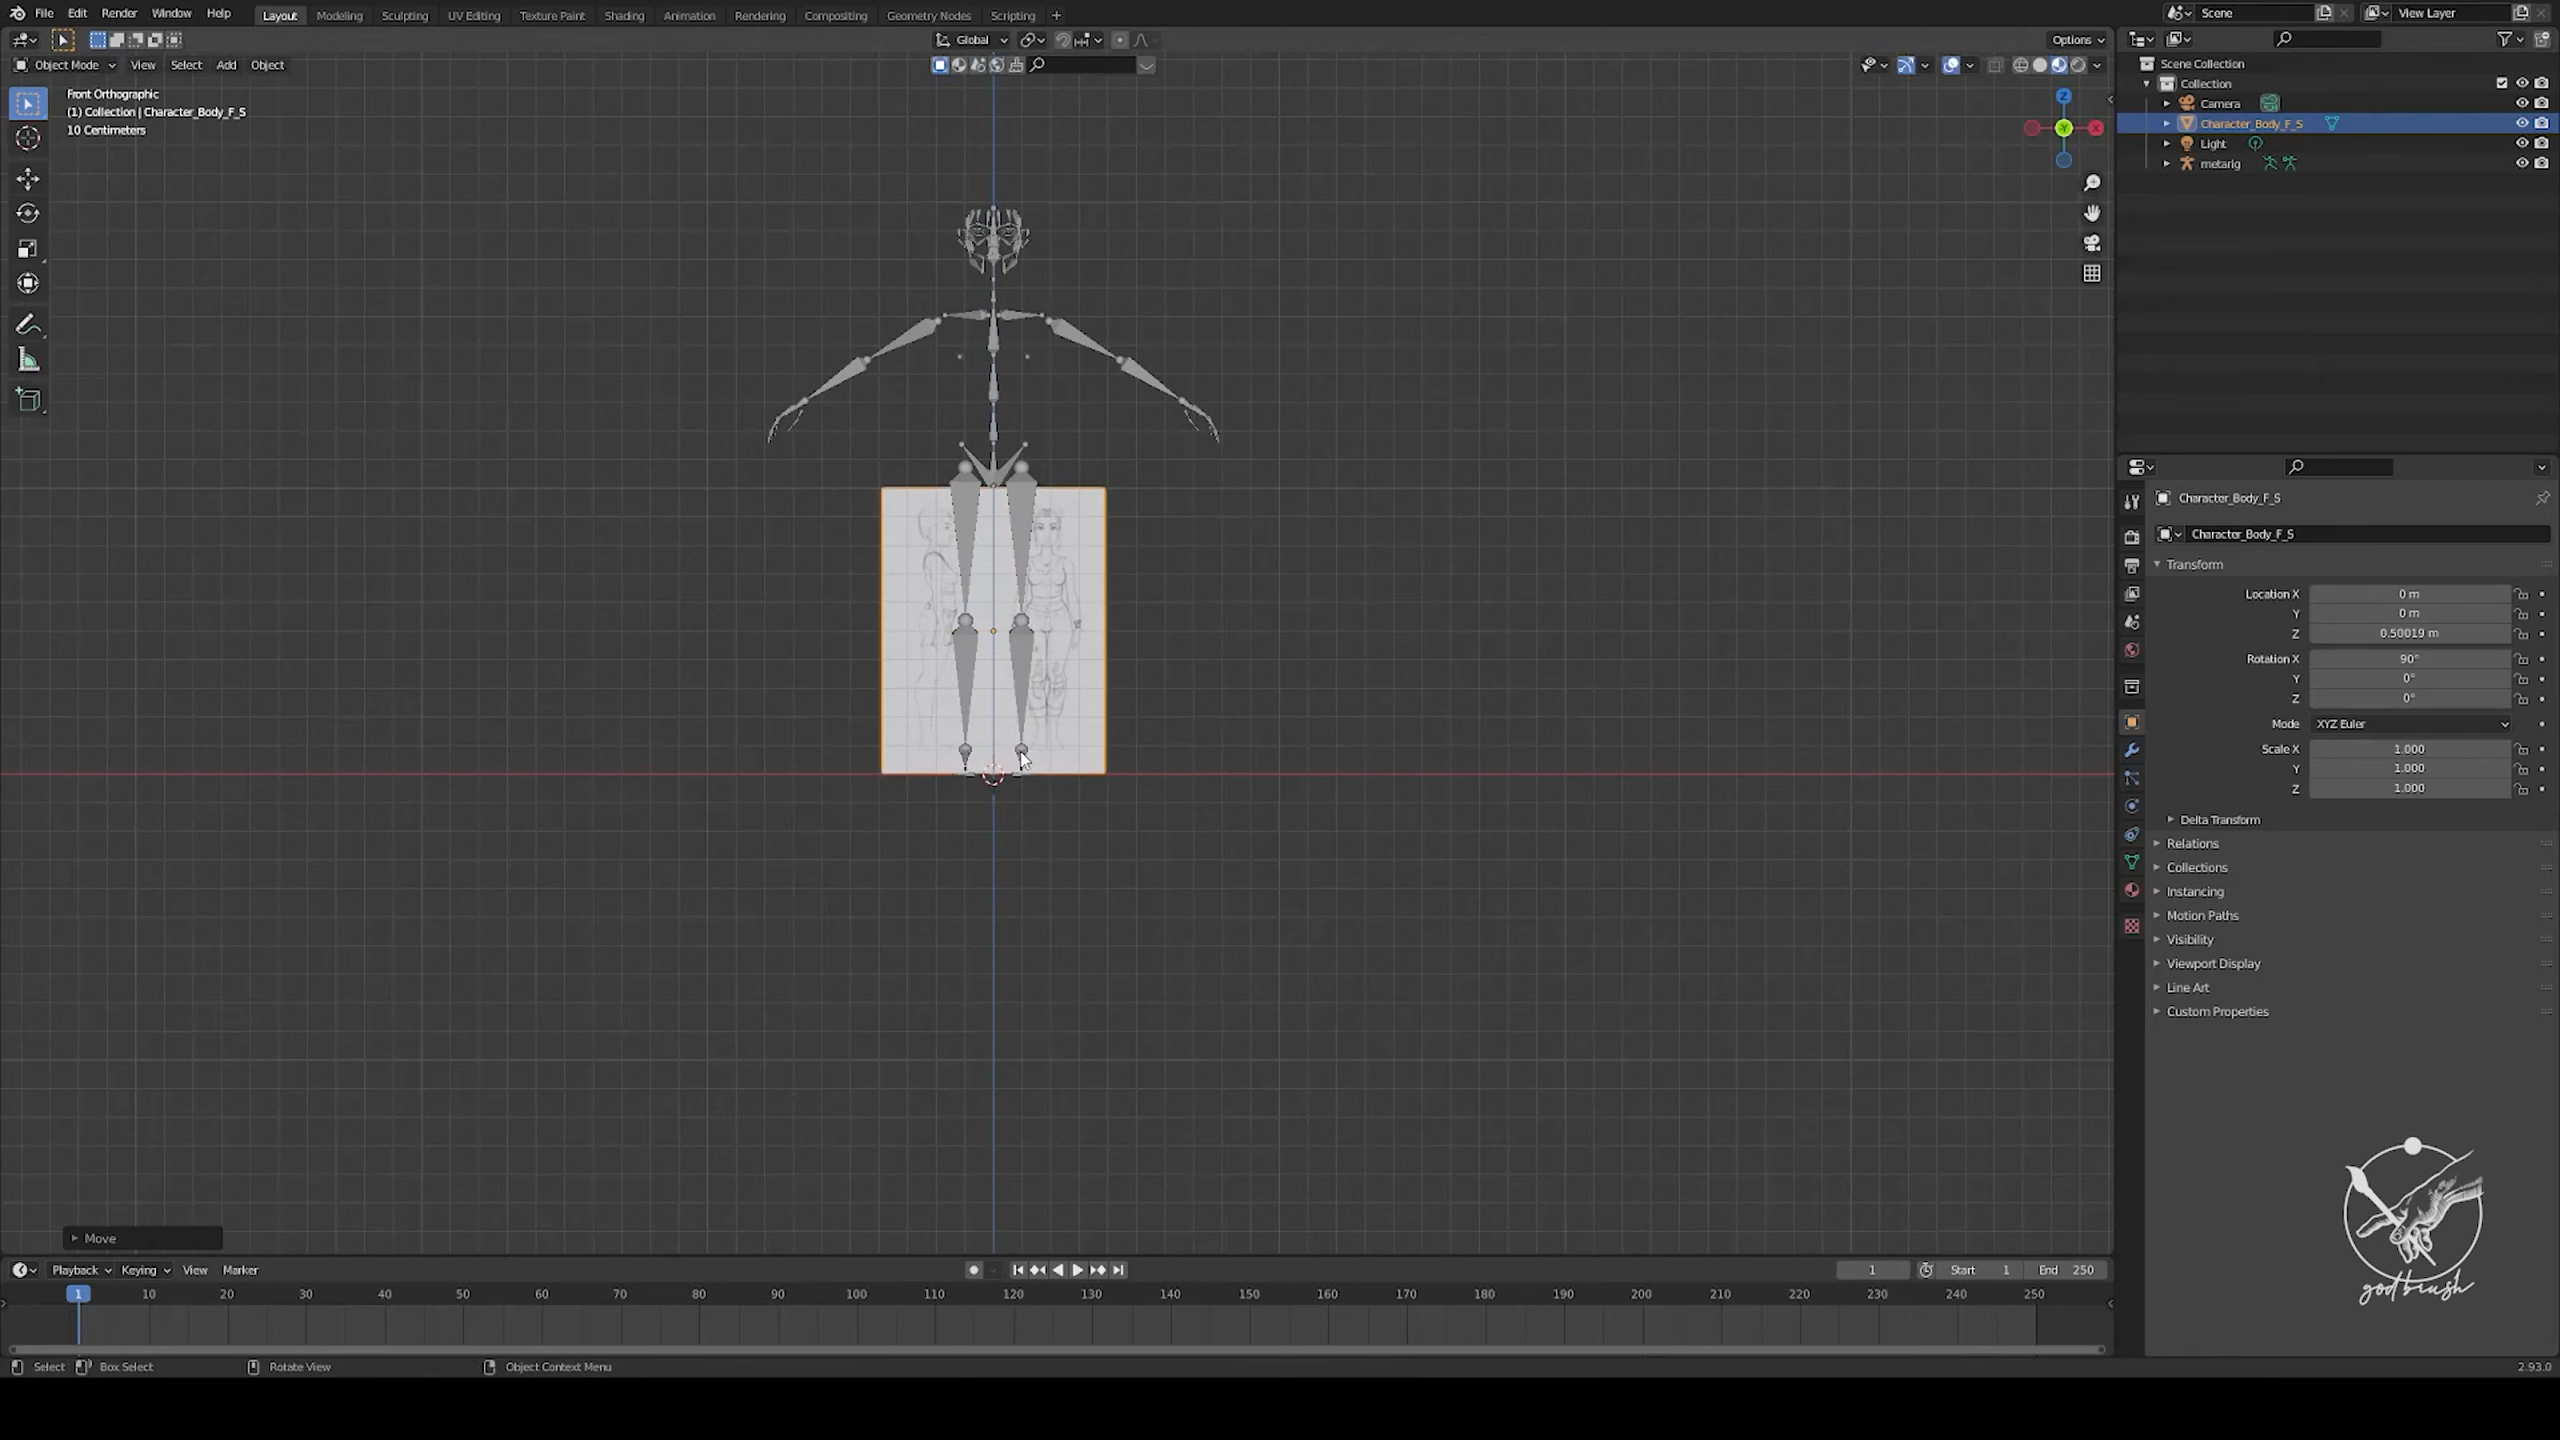 File Edit Render Window Help Layout Modeling Sculpting UV Editing Texture Paint Shading Animation Rendering Compositing Geometry Nodes Scripting + Scene View Layer
Global Options
Object Mode View Select Add Object
Front Orthographic
(1) Collection | Character_Body_F_S
10 Centimeters
Z
Y
X
Move
Scene Collection
Collection
Camera
Character_Body_F_S
Light
metarig
Character_Body_F_S
Character_Body_F_S
Transform
Location X 0 m
Y 0 m
Z 0.50019 m
Rotation X 90°
Y 0°
Z 0°
Mode XYZ Euler
Scale X 1.000
Y 1.000
Z 1.000
Delta Transform
Relations
Collections
Instancing
Motion Paths
Visibility
Viewport Display
Line Art
Custom Properties
godbrush
Playback Keying View Marker 1 Start 1 End 250
1 10 20 30 40 50 60 70 80 90 100 110 120 130 140 150 160 170 180 190 200 210 220 230 240 250
Select Box Select Rotate View Object Context Menu 2.93.0